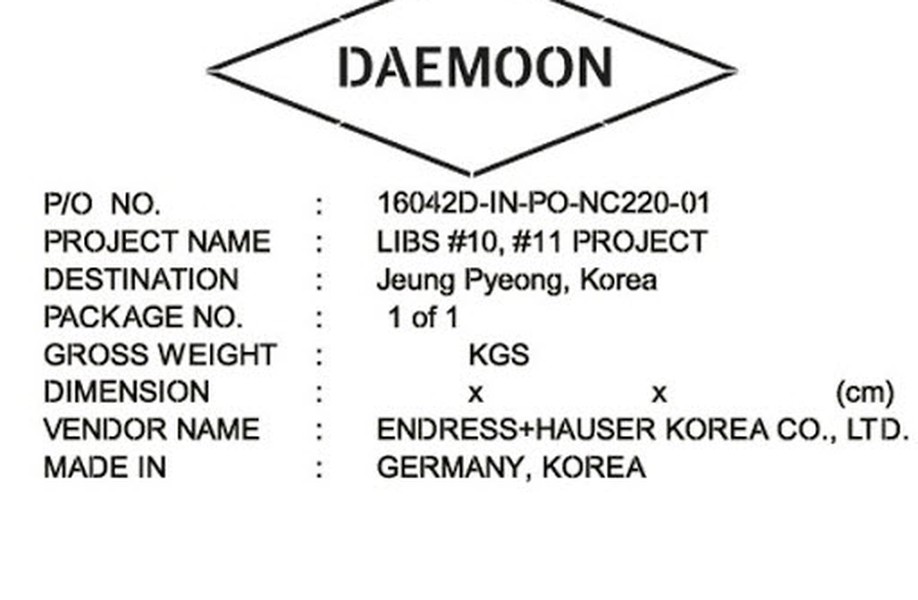 DAEMOON
P/O NO. : 16042D-IN-PO-NC220-01
PROJECT NAME : LIBS #10, #11 PROJECT
DESTINATION : Jeung Pyeong, Korea
PACKAGE NO. : 1 of 1
GROSS WEIGHT : KGS
DIMENSION : x x (cm)
VENDOR NAME : ENDRESS+HAUSER KOREA CO., LTD.
MADE IN : GERMANY, KOREA